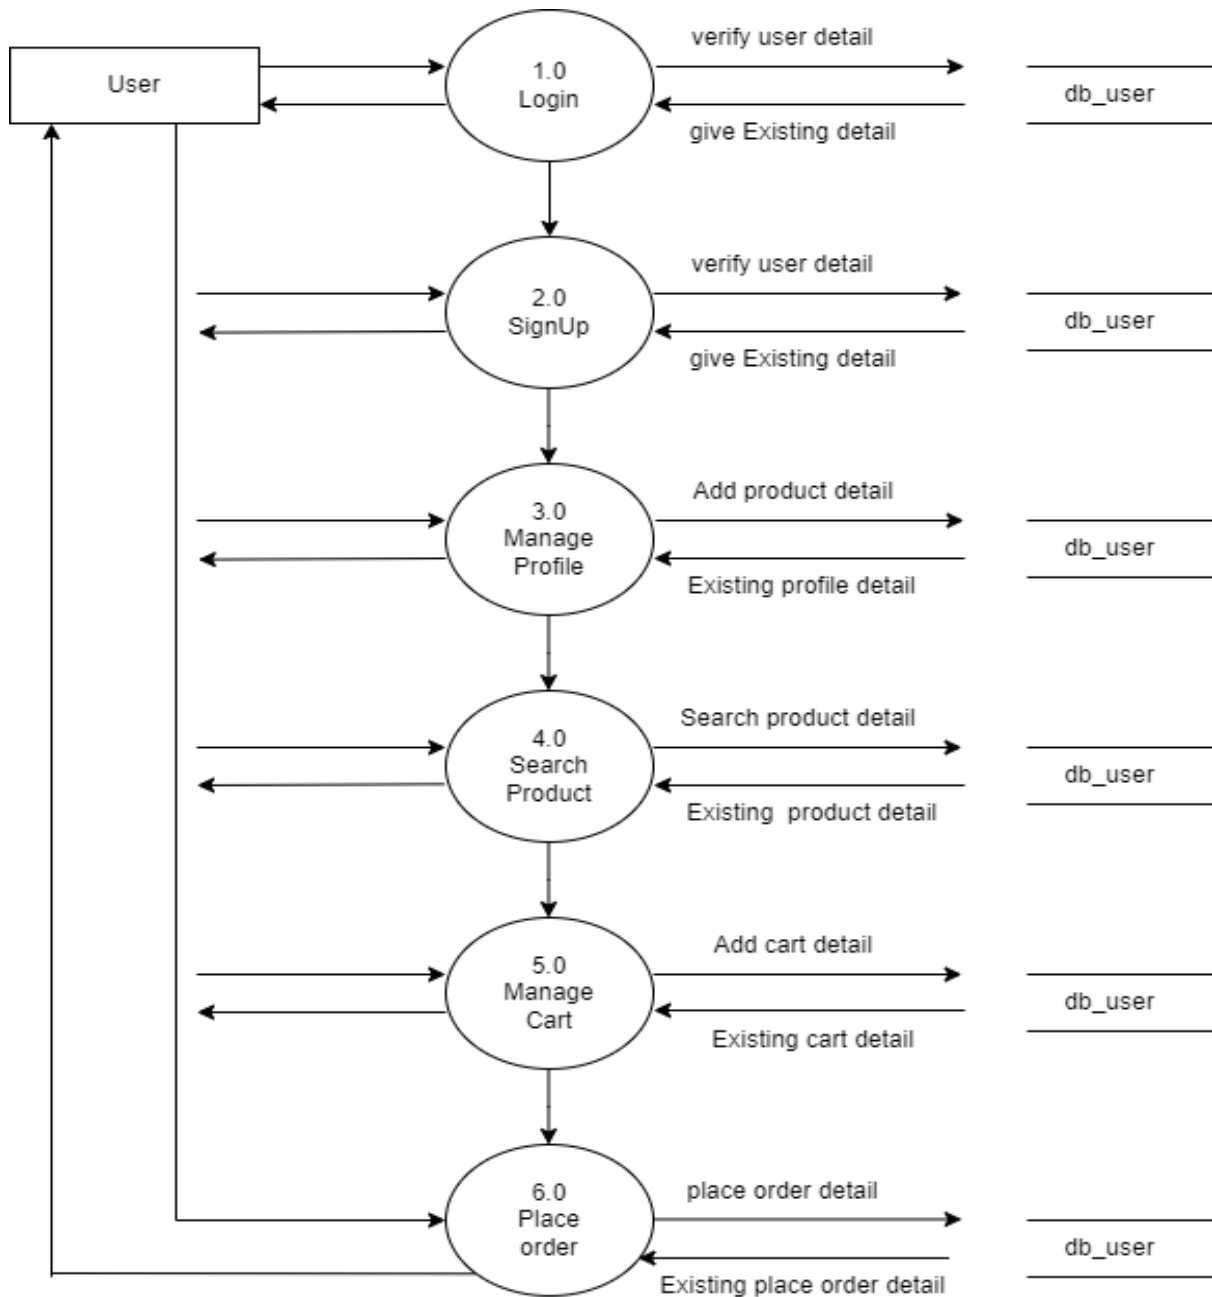 User
1.0
Login
verify user detail
give Existing detail
db_user
2.0
SignUp
verify user detail
give Existing detail
db_user
3.0
Manage
Profile
Add product detail
Existing profile detail
db_user
4.0
Search
Product
Search product detail
Existing  product detail
db_user
5.0
Manage
Cart
Add cart detail
Existing cart detail
db_user
6.0
Place
order
place order detail
Existing place order detail
db_user